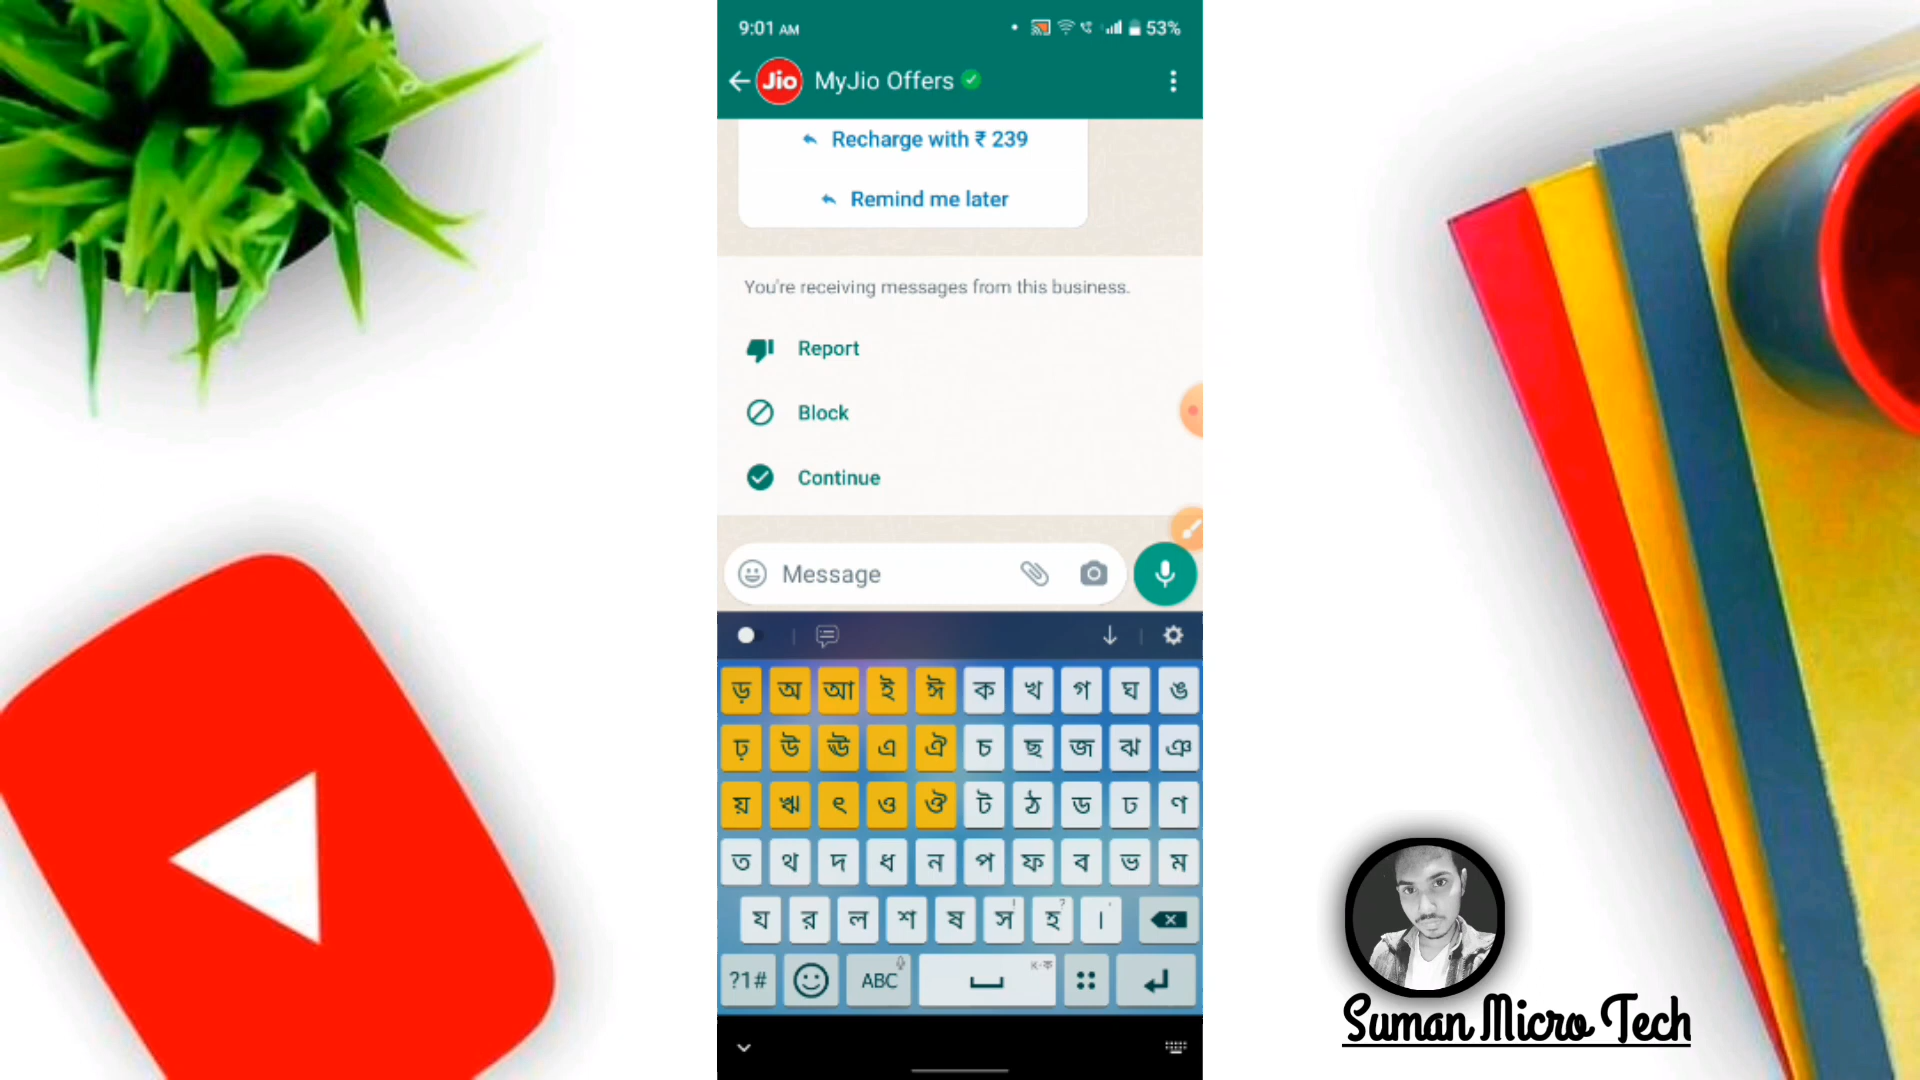 9:01 AM
53%
Jio MyJio Offers
Recharge with ₹ 239
Remind me later
You're receiving messages from this business.
Report
Block
Continue
Message
ড় অ আ ই ঈ ক খ গ ঘ ঙ
ঢ় উ ঊ এ ঐ চ ছ জ ঝ ঞ
য় ঋ ৎ ও ঔ ট ঠ ড ঢ ণ
ত থ দ ধ ন প ফ ব ভ ম
য র ল শ ষ স ! হ ? । '
?1# ABC K-ক
Suman Micro Tech